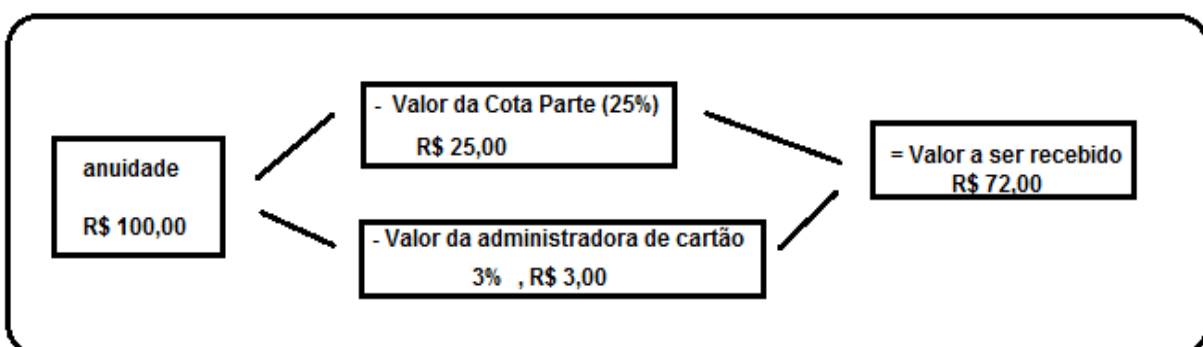 anuidade
R$ 100,00
- Valor da Cota Parte (25%)
R$ 25,00
- Valor da administradora de cartão
3% , R$ 3,00
= Valor a ser recebido
R$ 72,00